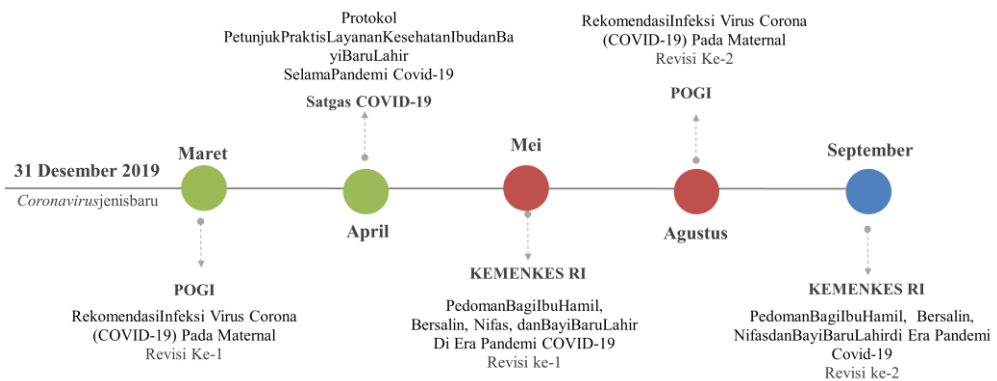 31 Desember 2019
Coronavirusjenisbaru
Maret
POGI
RekomendasiInfeksi Virus Corona
(COVID-19) Pada Maternal
Revisi Ke-1
Protokol
PetunjukPraktisLayananKesehatanIbudanBa
yiBaruLahir
SelamaPandemi Covid-19
Satgas COVID-19
April
Mei
KEMENKES RI
PedomanBagiIbuHamil,
Bersalin, Nifas, danBayiBaruLahir
Di Era Pandemi COVID-19
Revisi ke-1
RekomendasiInfeksi Virus Corona
(COVID-19) Pada Maternal
Revisi Ke-2
POGI
Agustus
September
KEMENKES RI
PedomanBagiIbuHamil, Bersalin,
NifasdanBayiBaruLahirdi Era Pandemi
Covid-19
Revisi ke-2